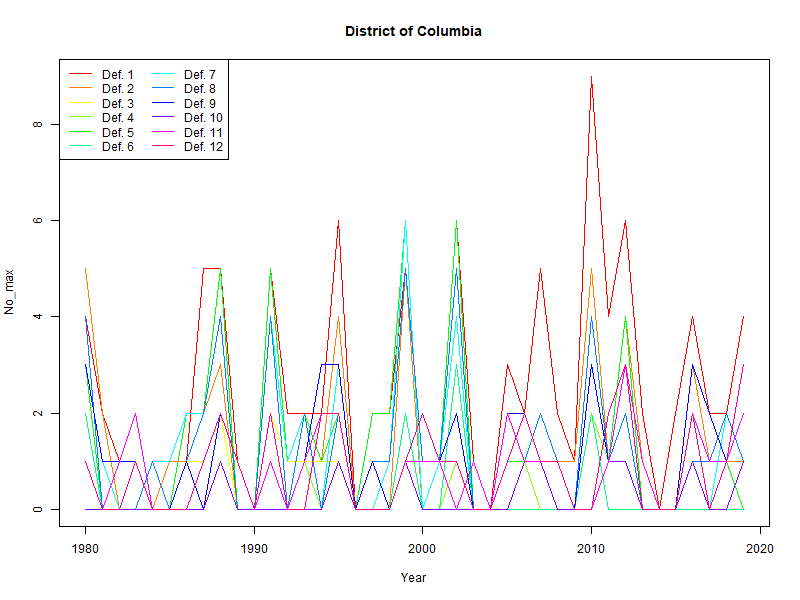 District of Columbia
Def. 1 Def. 7
Def. 2 Def. 8
Def. 3 Def. 9
Def. 4 Def. 10
Def. 5 Def. 11
Def. 6 Def. 12
8
6
4
2
0
No_max
1980 1990 2000 2010 2020
Year